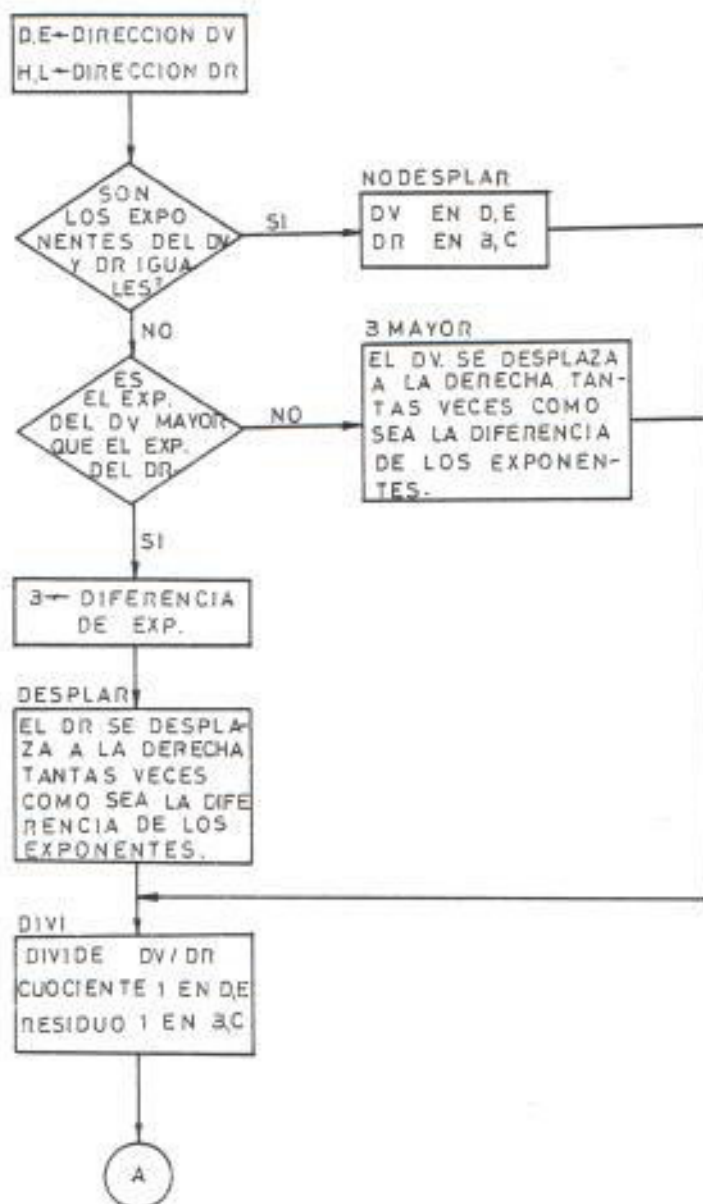 D,E←DIRECCION DV
H,L←DIRECCION DR
SON
LOS EXPO
NENTES DEL DV
Y DR IGUA
LES?
SI
NODESPLAR
DV EN D,E
DR EN B,C
NO
ES
EL EXP.
DEL DV MAYOR
QUE EL EXP.
DEL DR
NO
B MAYOR
EL DV. SE DESPLAZA
A LA DERECHA TAN-
TAS VECES COMO
SEA LA DIFERENCIA
DE LOS EXPONEN-
TES.-
SI
B← DIFERENCIA
DE EXP.
DESPLAR
EL DR SE DESPLA-
ZA A LA DERECHA
TANTAS VECES
COMO SEA LA DIFE
RENCIA DE LOS
EXPONENTES.
DIVI
DIVIDE DV/DR
CUOCIENTE 1 EN D,E
RESIDUO 1 EN B,C
A